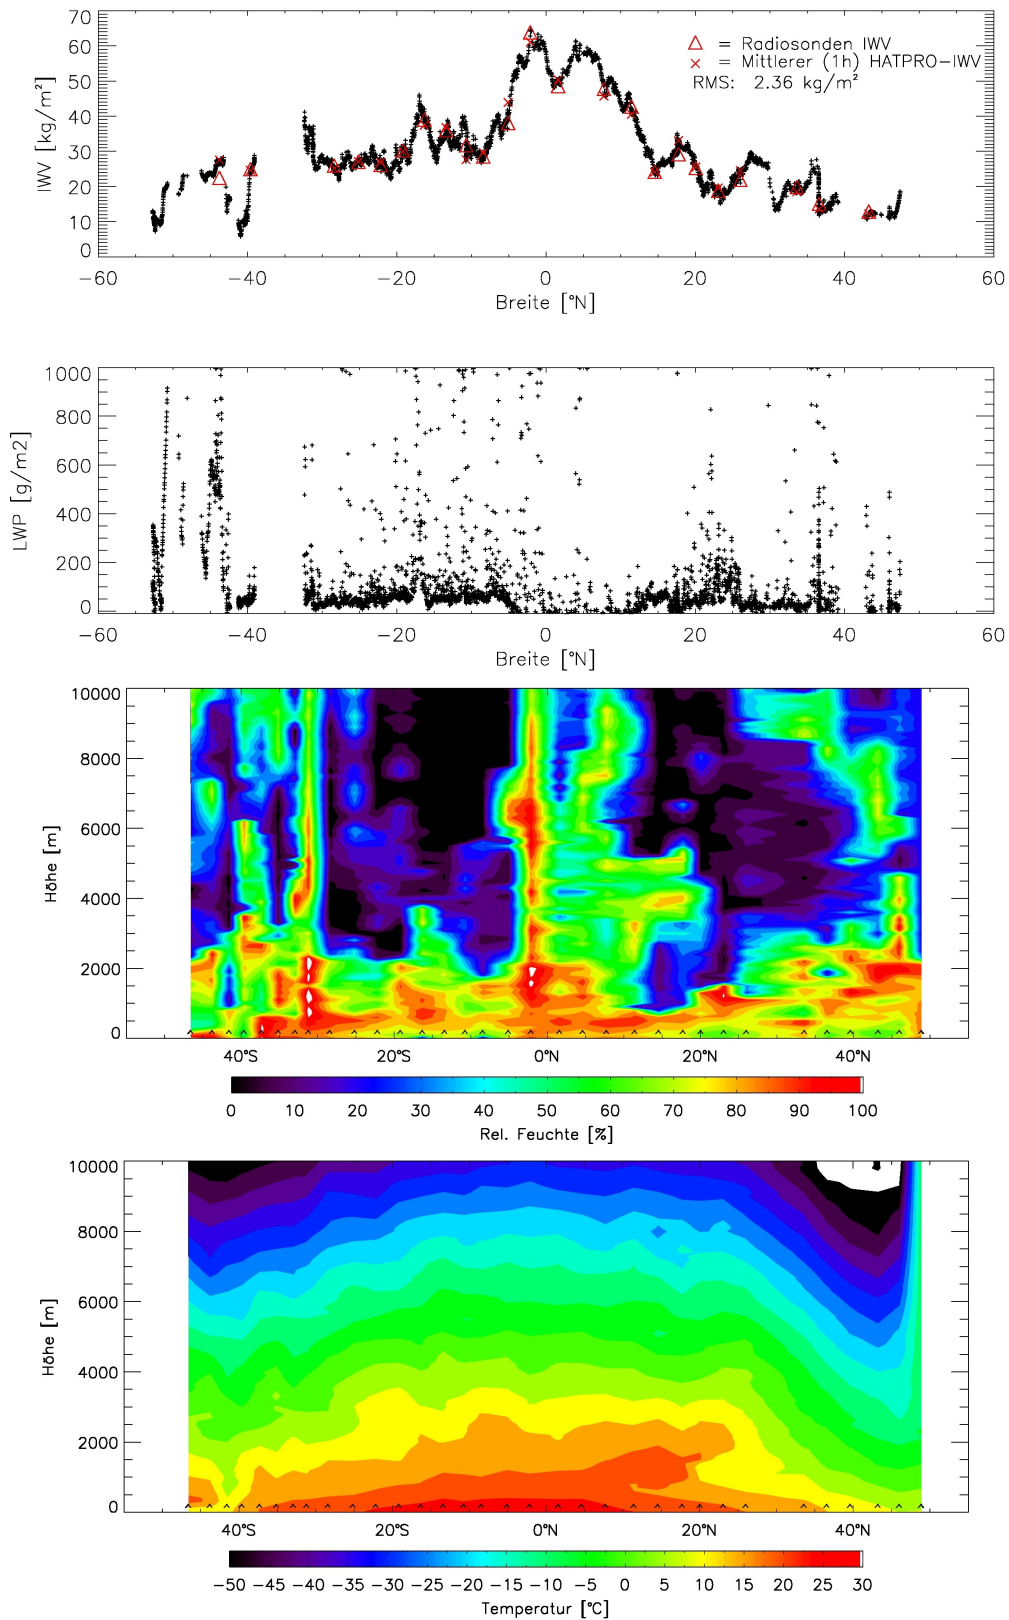 70
60
50
40
30
20
10
0
IWV [kg/m²]
△ = Radiosonden IWV
× = Mittlerer (1h) HATPRO-IWV
RMS: 2.36 kg/m²
-60 -40 -20 0 20 40 60
Breite [°N]
1000
800
600
400
200
0
LWP [g/m2]
-60 -40 -20 0 20 40 60
Breite [°N]
10000
8000
6000
4000
2000
0
Höhe [m]
40°S 20°S 0°N 20°N 40°N
0 10 20 30 40 50 60 70 80 90 100
Rel. Feuchte [%]
10000
8000
6000
4000
2000
0
Höhe [m]
40°S 20°S 0°N 20°N 40°N
-50 -45 -40 -35 -30 -25 -20 -15 -10 -5 0 5 10 15 20 25 30
Temperatur [°C]